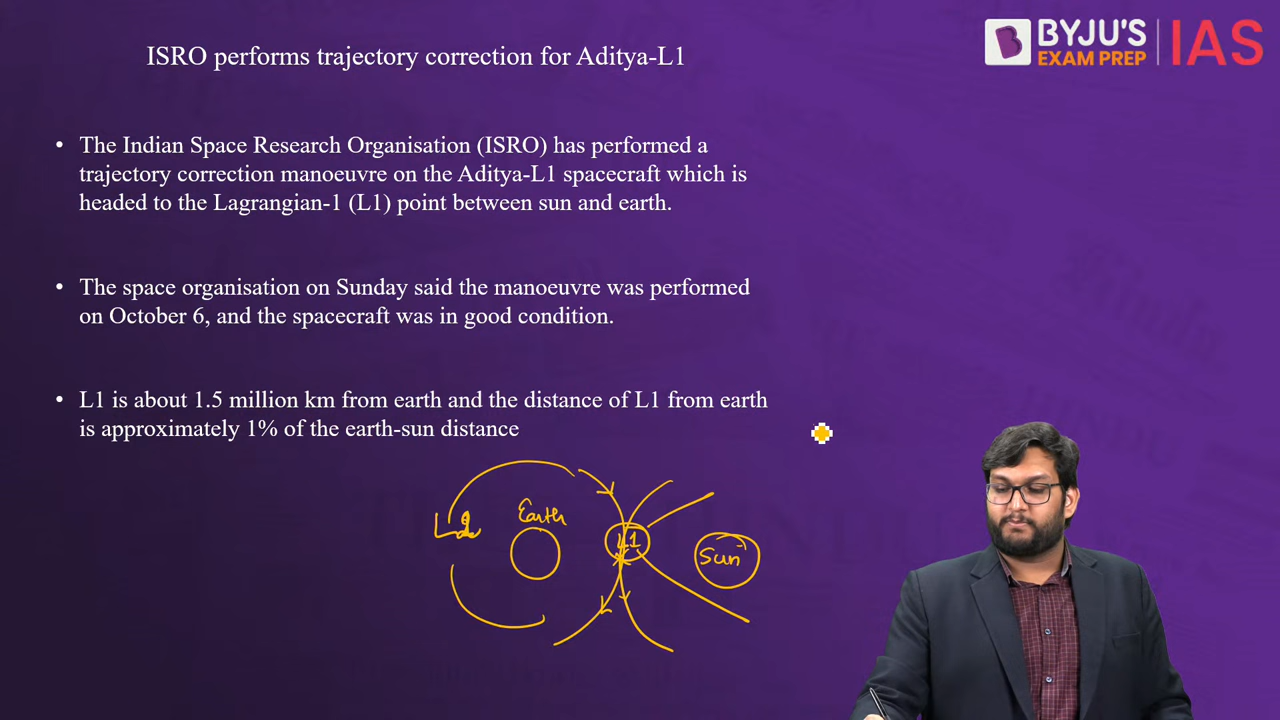 ISRO performs trajectory correction for Aditya-L1
BYJU'S
EXAM PREP
IAS
• The Indian Space Research Organisation (ISRO) has performed a
trajectory correction manoeuvre on the Aditya-L1 spacecraft which is
headed to the Lagrangian-1 (L1) point between sun and earth.
• The space organisation on Sunday said the manoeuvre was performed
on October 6, and the spacecraft was in good condition.
• L1 is about 1.5 million km from earth and the distance of L1 from earth
is approximately 1% of the earth-sun distance
Earth
L1
Sun